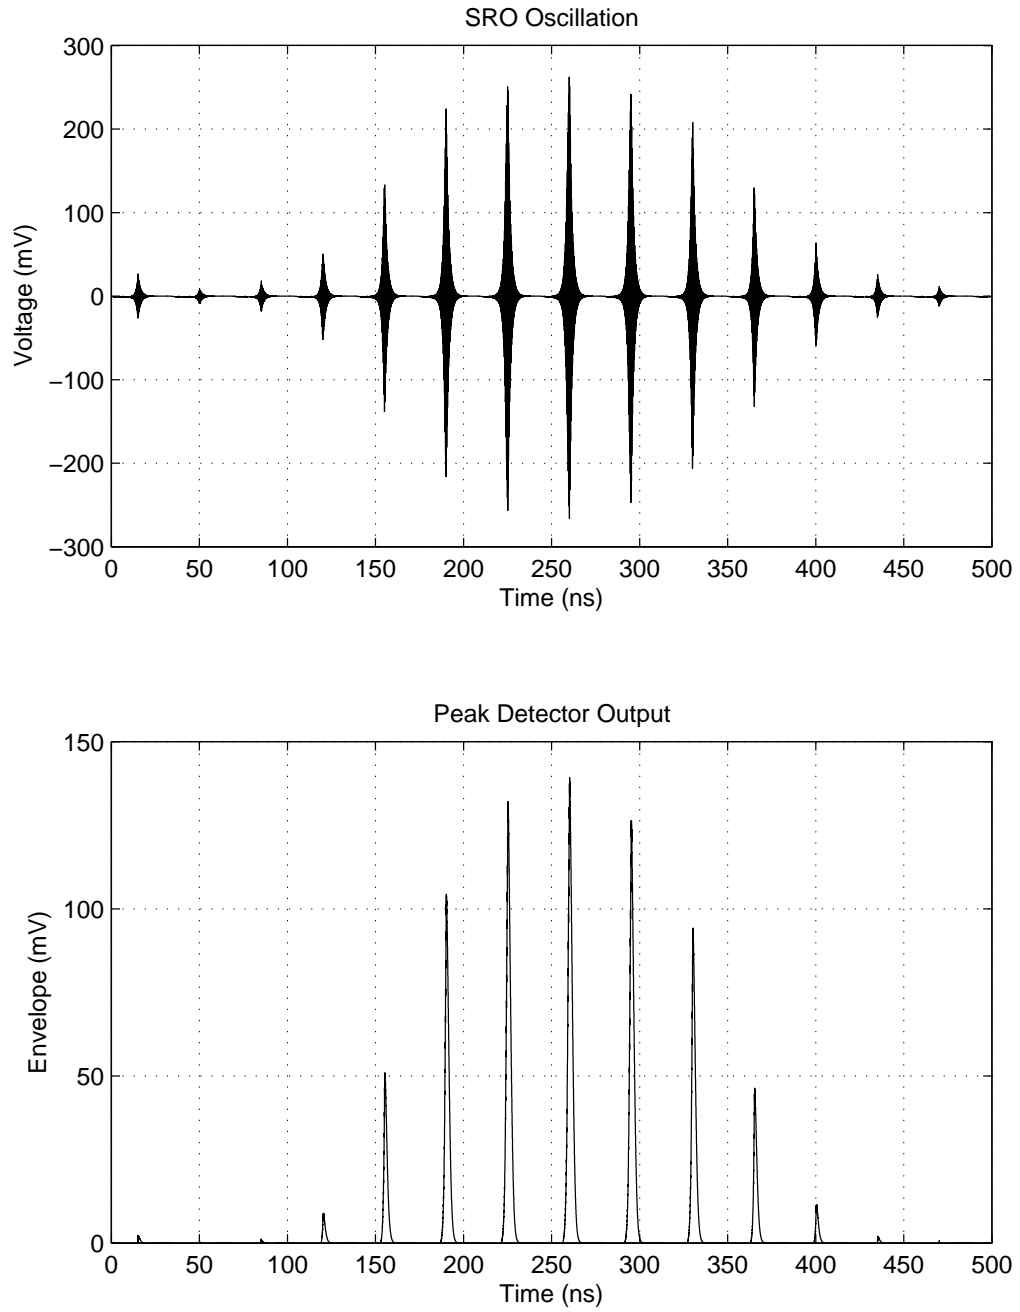 SRO Oscillation
300
200
100
0
−100
−200
−300
Voltage (mV)
0 50 100 150 200 250 300 350 400 450 500
Time (ns)
Peak Detector Output
150
100
50
0
Envelope (mV)
0 50 100 150 200 250 300 350 400 450 500
Time (ns)